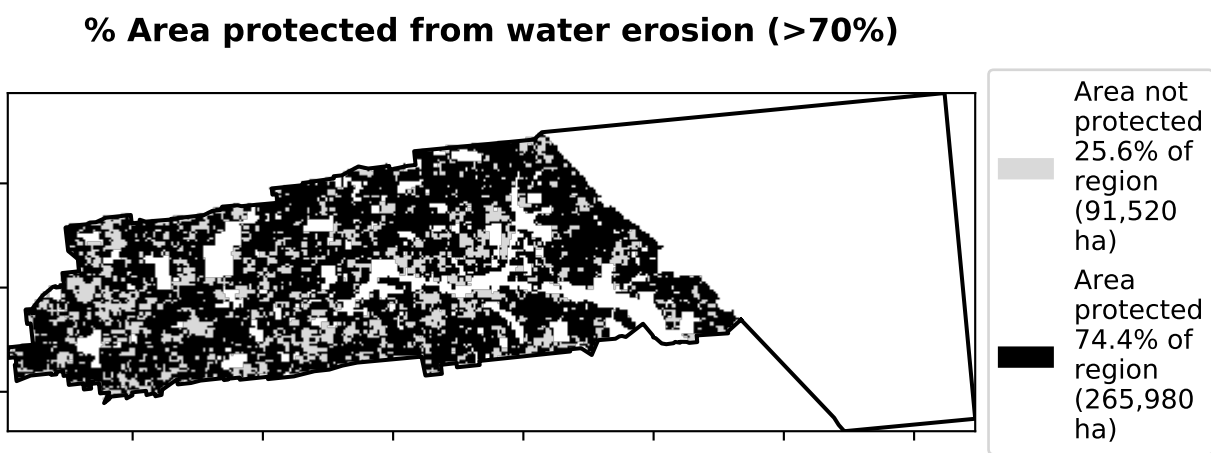 % Area protected from water erosion (>70%)
Area not
protected
25.6% of
region
(91,520
ha)
Area
protected
74.4% of
region
(265,980
ha)